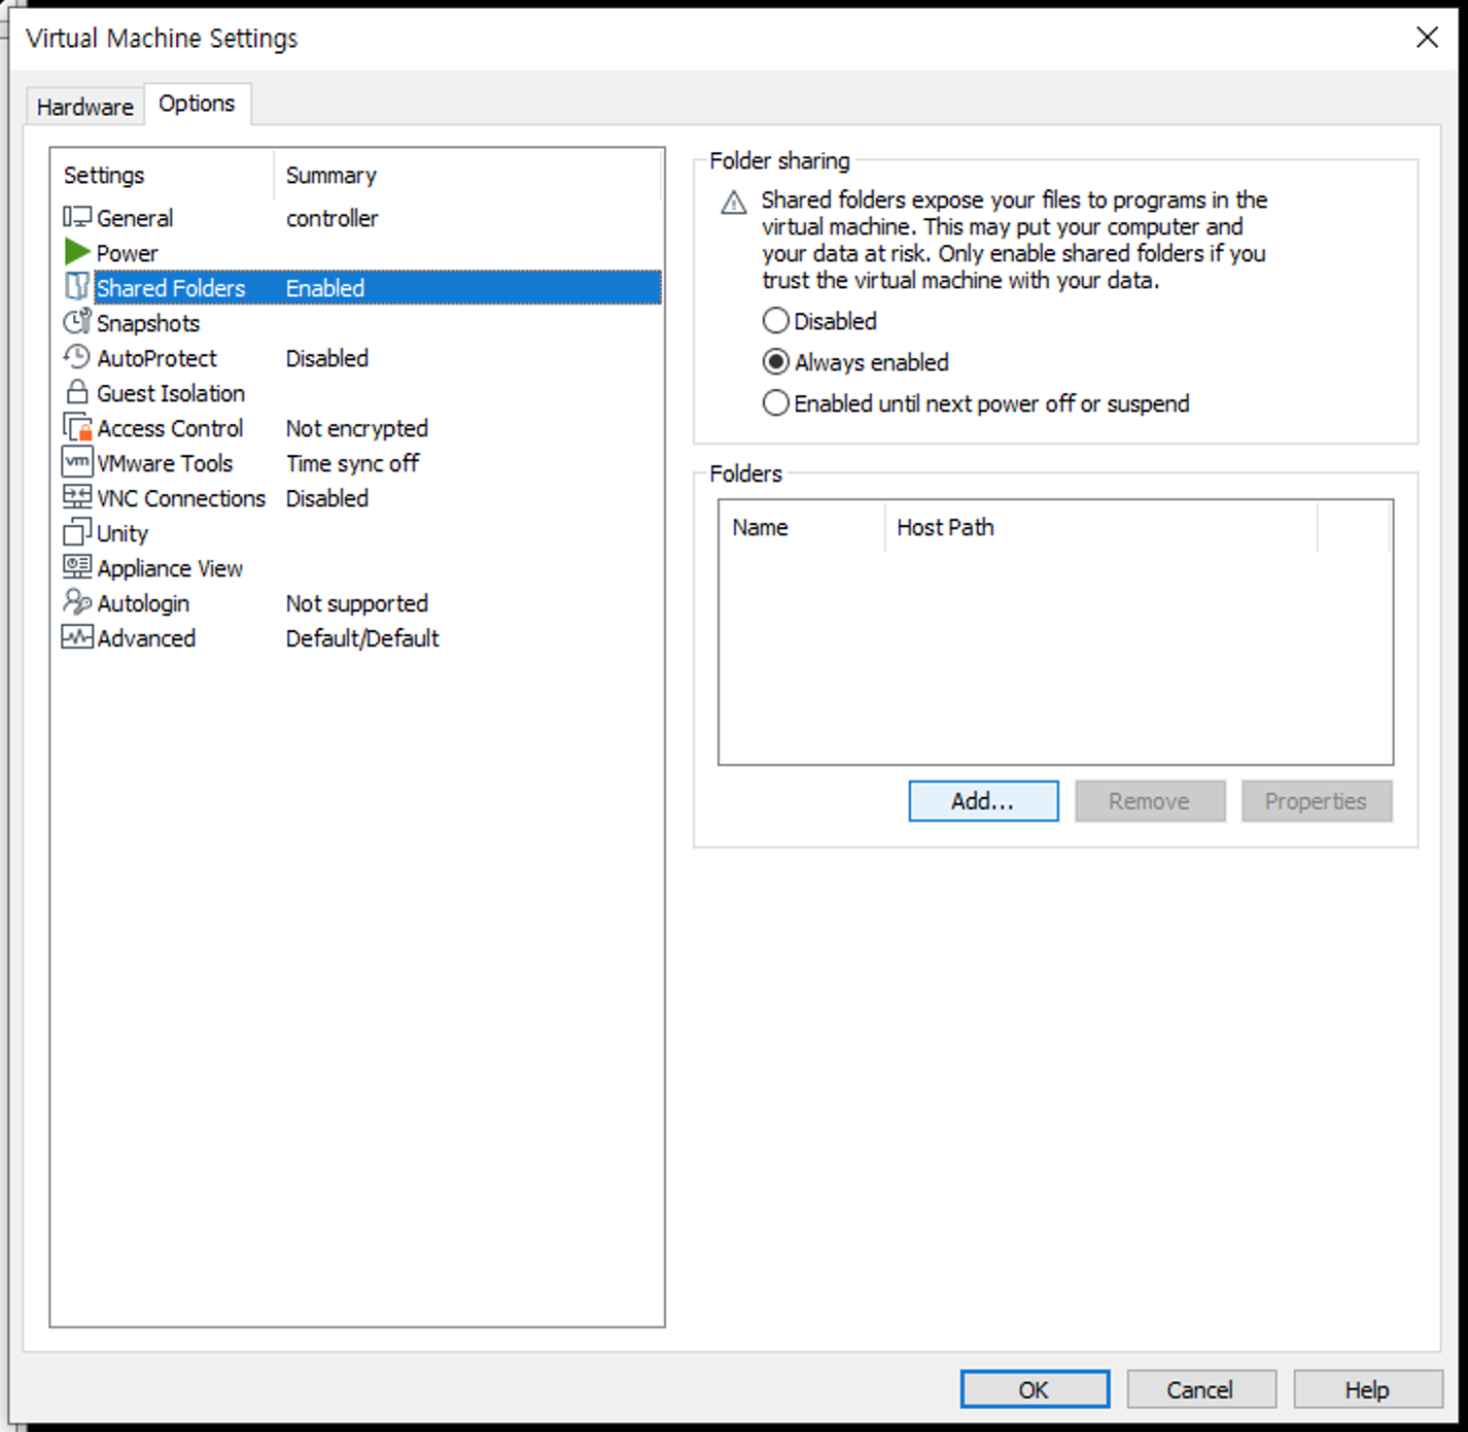 Virtual Machine Settings
Hardware Options
Settings Summary
General controller
Power
Shared Folders Enabled
Snapshots
AutoProtect Disabled
Guest Isolation
Access Control Not encrypted
vm VMware Tools Time sync off
VNC Connections Disabled
Unity
Appliance View
Autologin Not supported
Advanced Default/Default
Folder sharing
Shared folders expose your files to programs in the
virtual machine. This may put your computer and
your data at risk. Only enable shared folders if you
trust the virtual machine with your data.
Disabled
Always enabled
Enabled until next power off or suspend
Folders
Name Host Path
Add... Remove Properties
OK Cancel Help